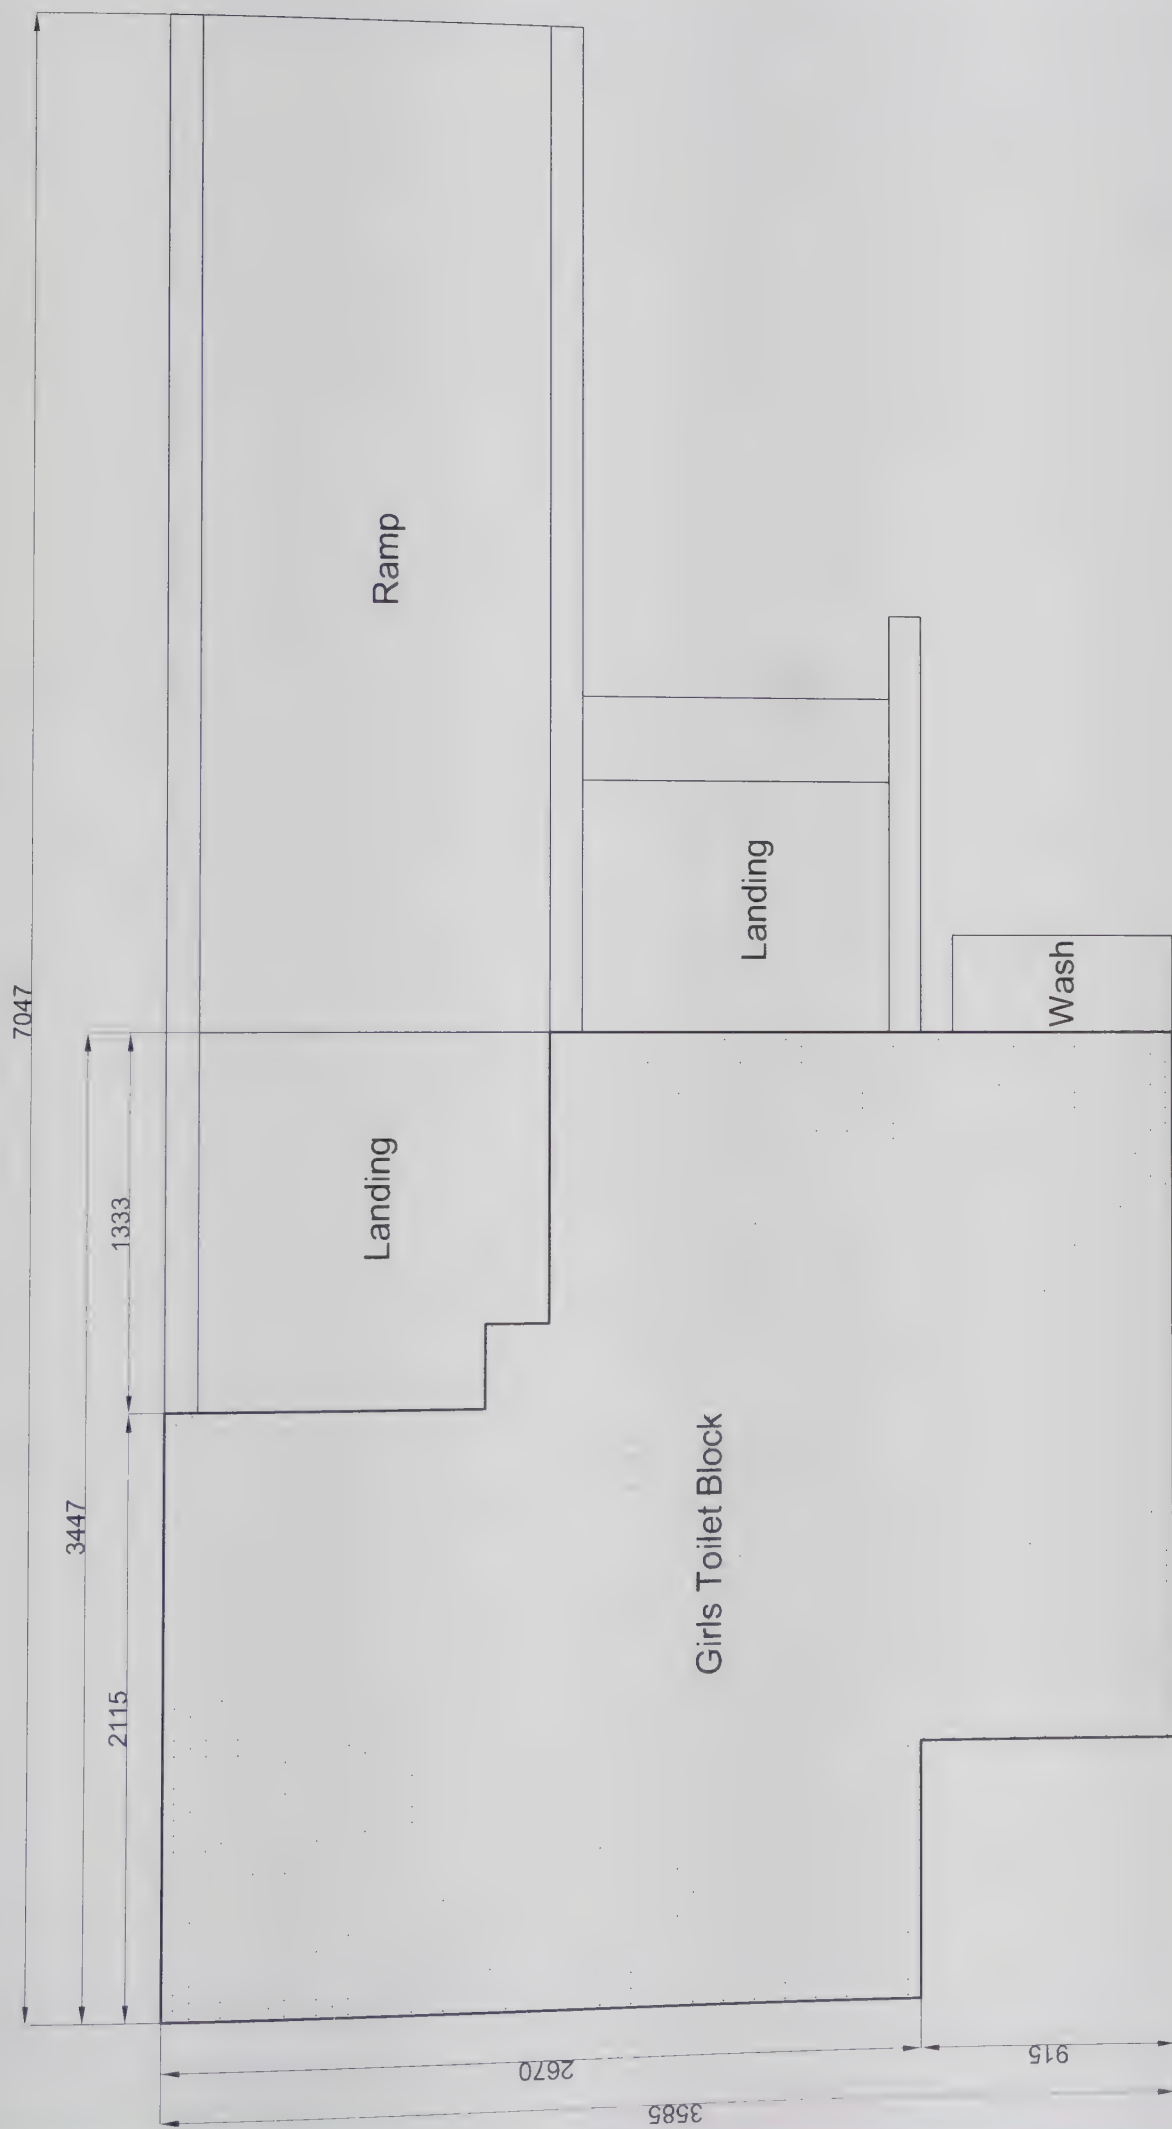 7047
3447
2115
1333
Landing
Ramp
Girls Toilet Block
Landing
Wash
2670
915
3585